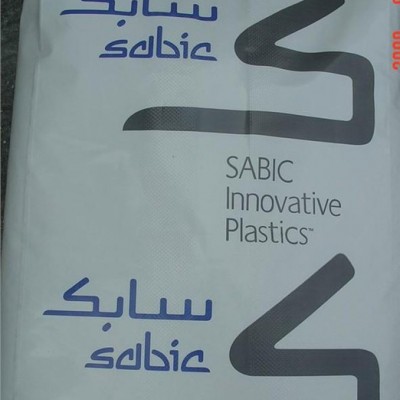 سابك
sabic
SABIC
Innovative
Plastics™
سابك
sabic